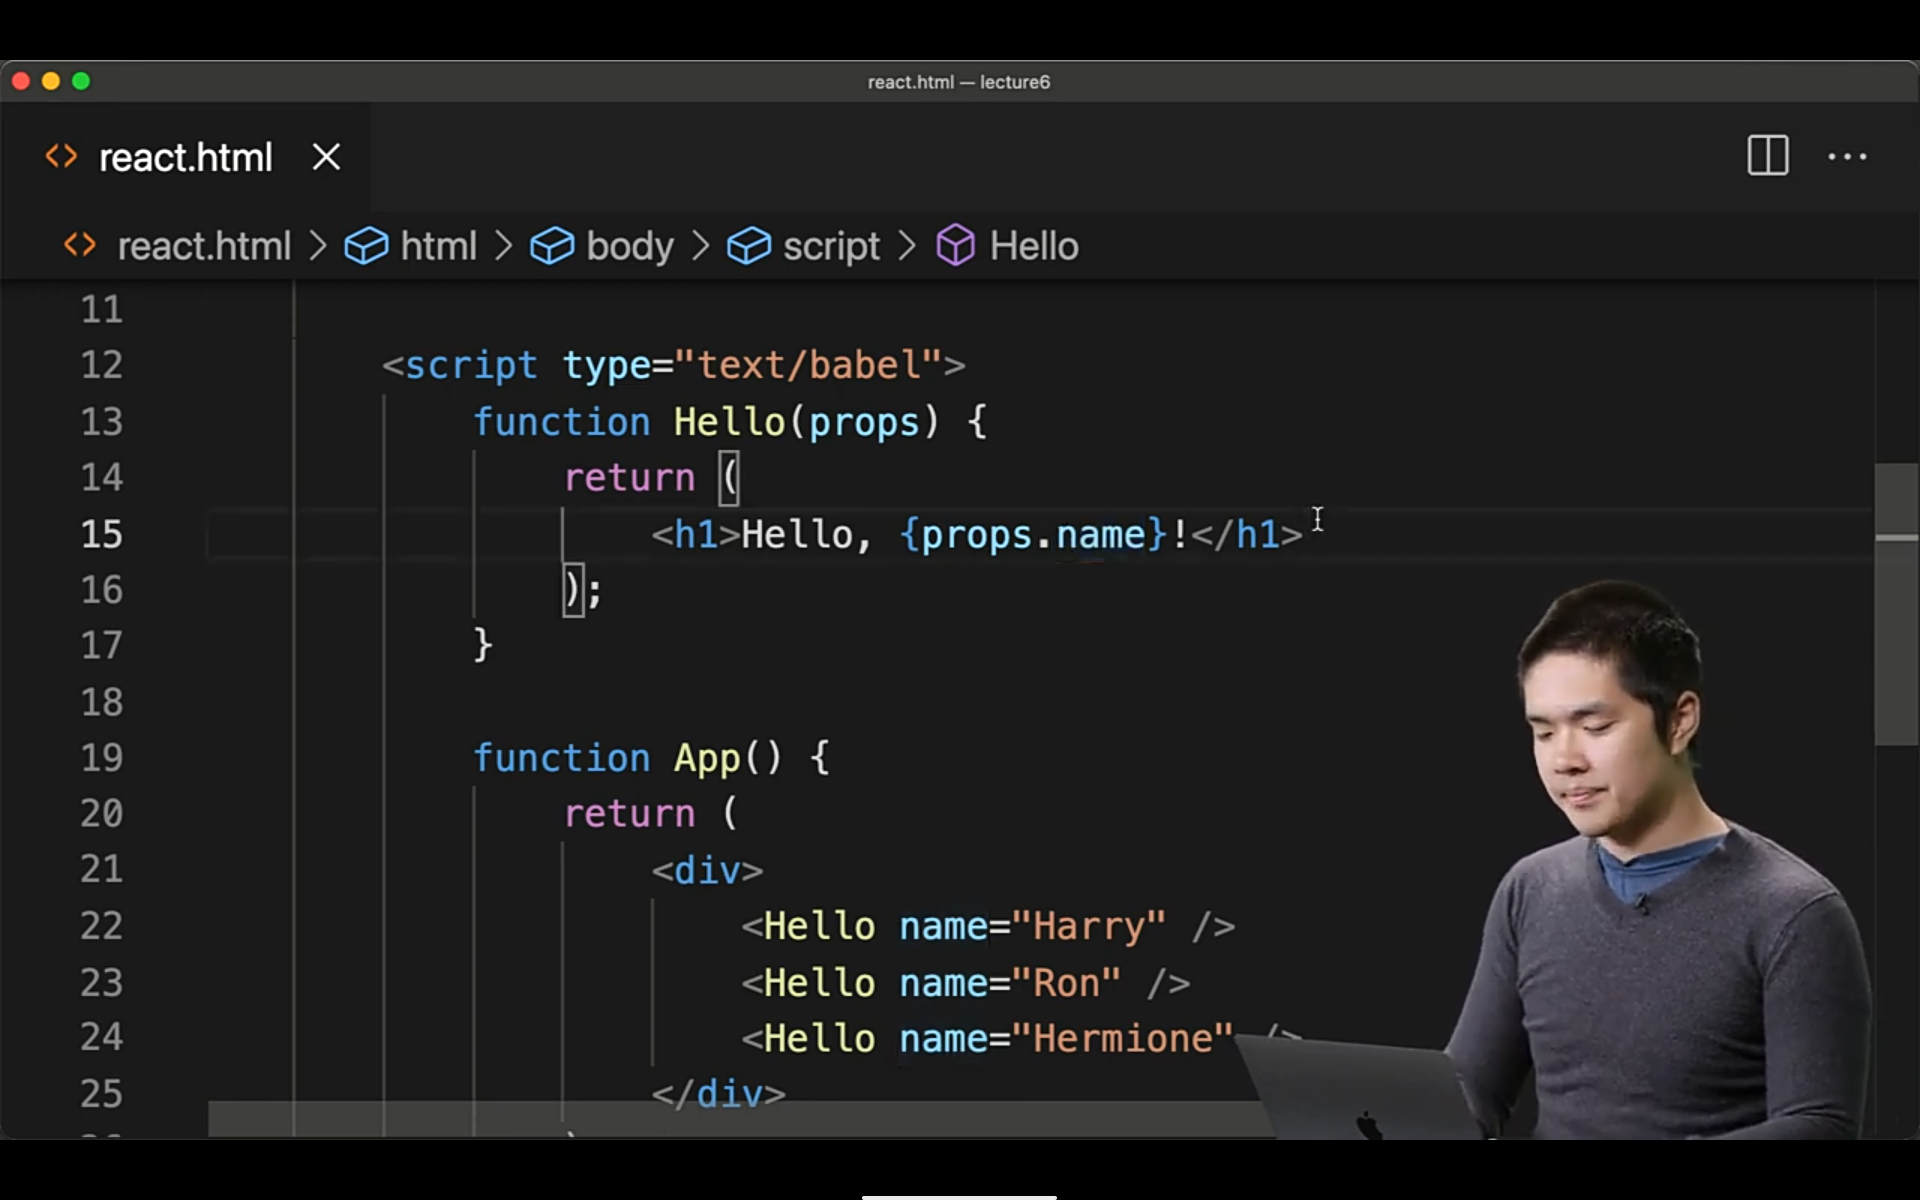 react.html — lecture6
react.html
react.html > html > body > script > Hello
11
12 <script type="text/babel">
13 function Hello(props) {
14 return (
15 <h1>Hello, {props.name}!</h1>
16 );
17 }
18
19 function App() {
20 return (
21 <div>
22 <Hello name="Harry" />
23 <Hello name="Ron" />
24 <Hello name="Hermione" />
25 </div>